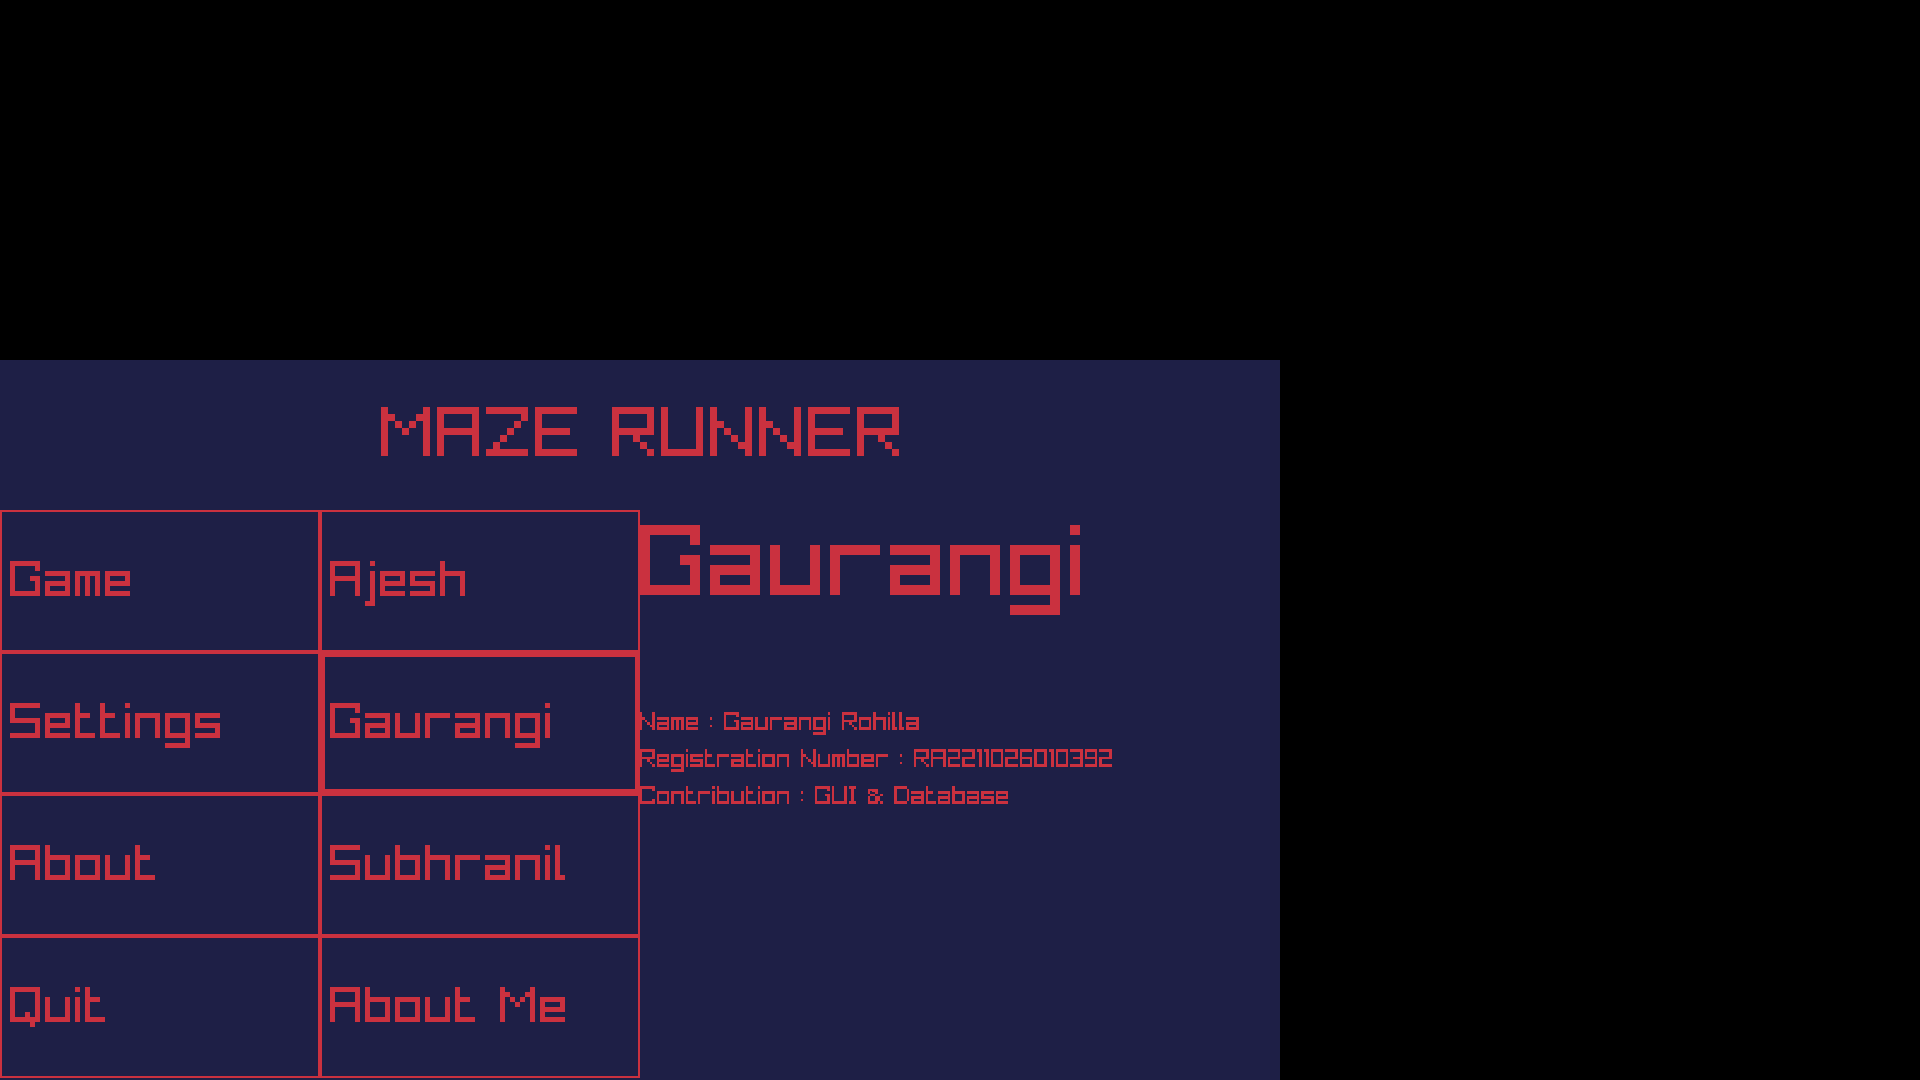 MAZE RUNNER
Game
Settings
About
Quit
Ajesh
Gaurangi
Subhranil
About Me
Gaurangi
Name : Gaurangi Rohilla
Registration Number : RA2211026010392
Contribution : GUI & Database